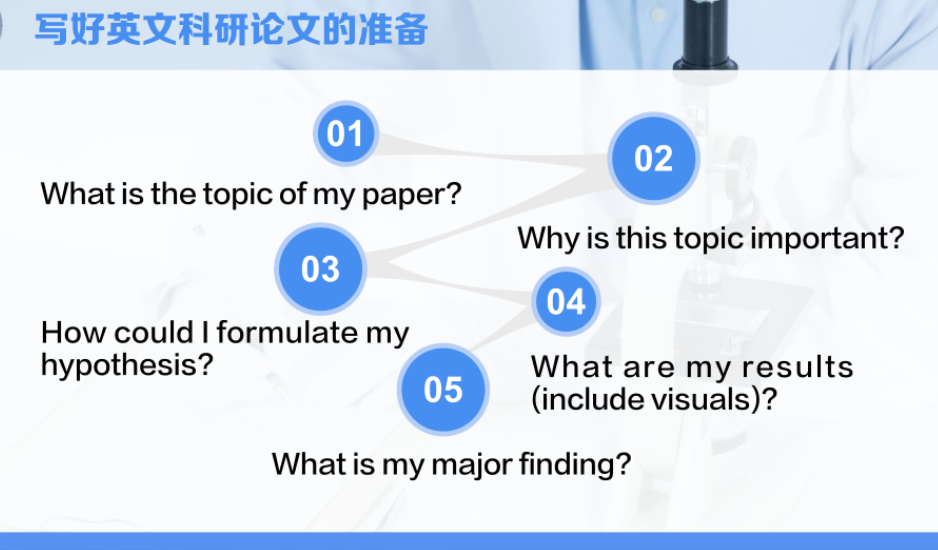 写好英文科研论文的准备
01
What is the topic of my paper?
02
Why is this topic important?
03
How could I formulate my
hypothesis?
04
What are my results
(include visuals)?
05
What is my major finding?